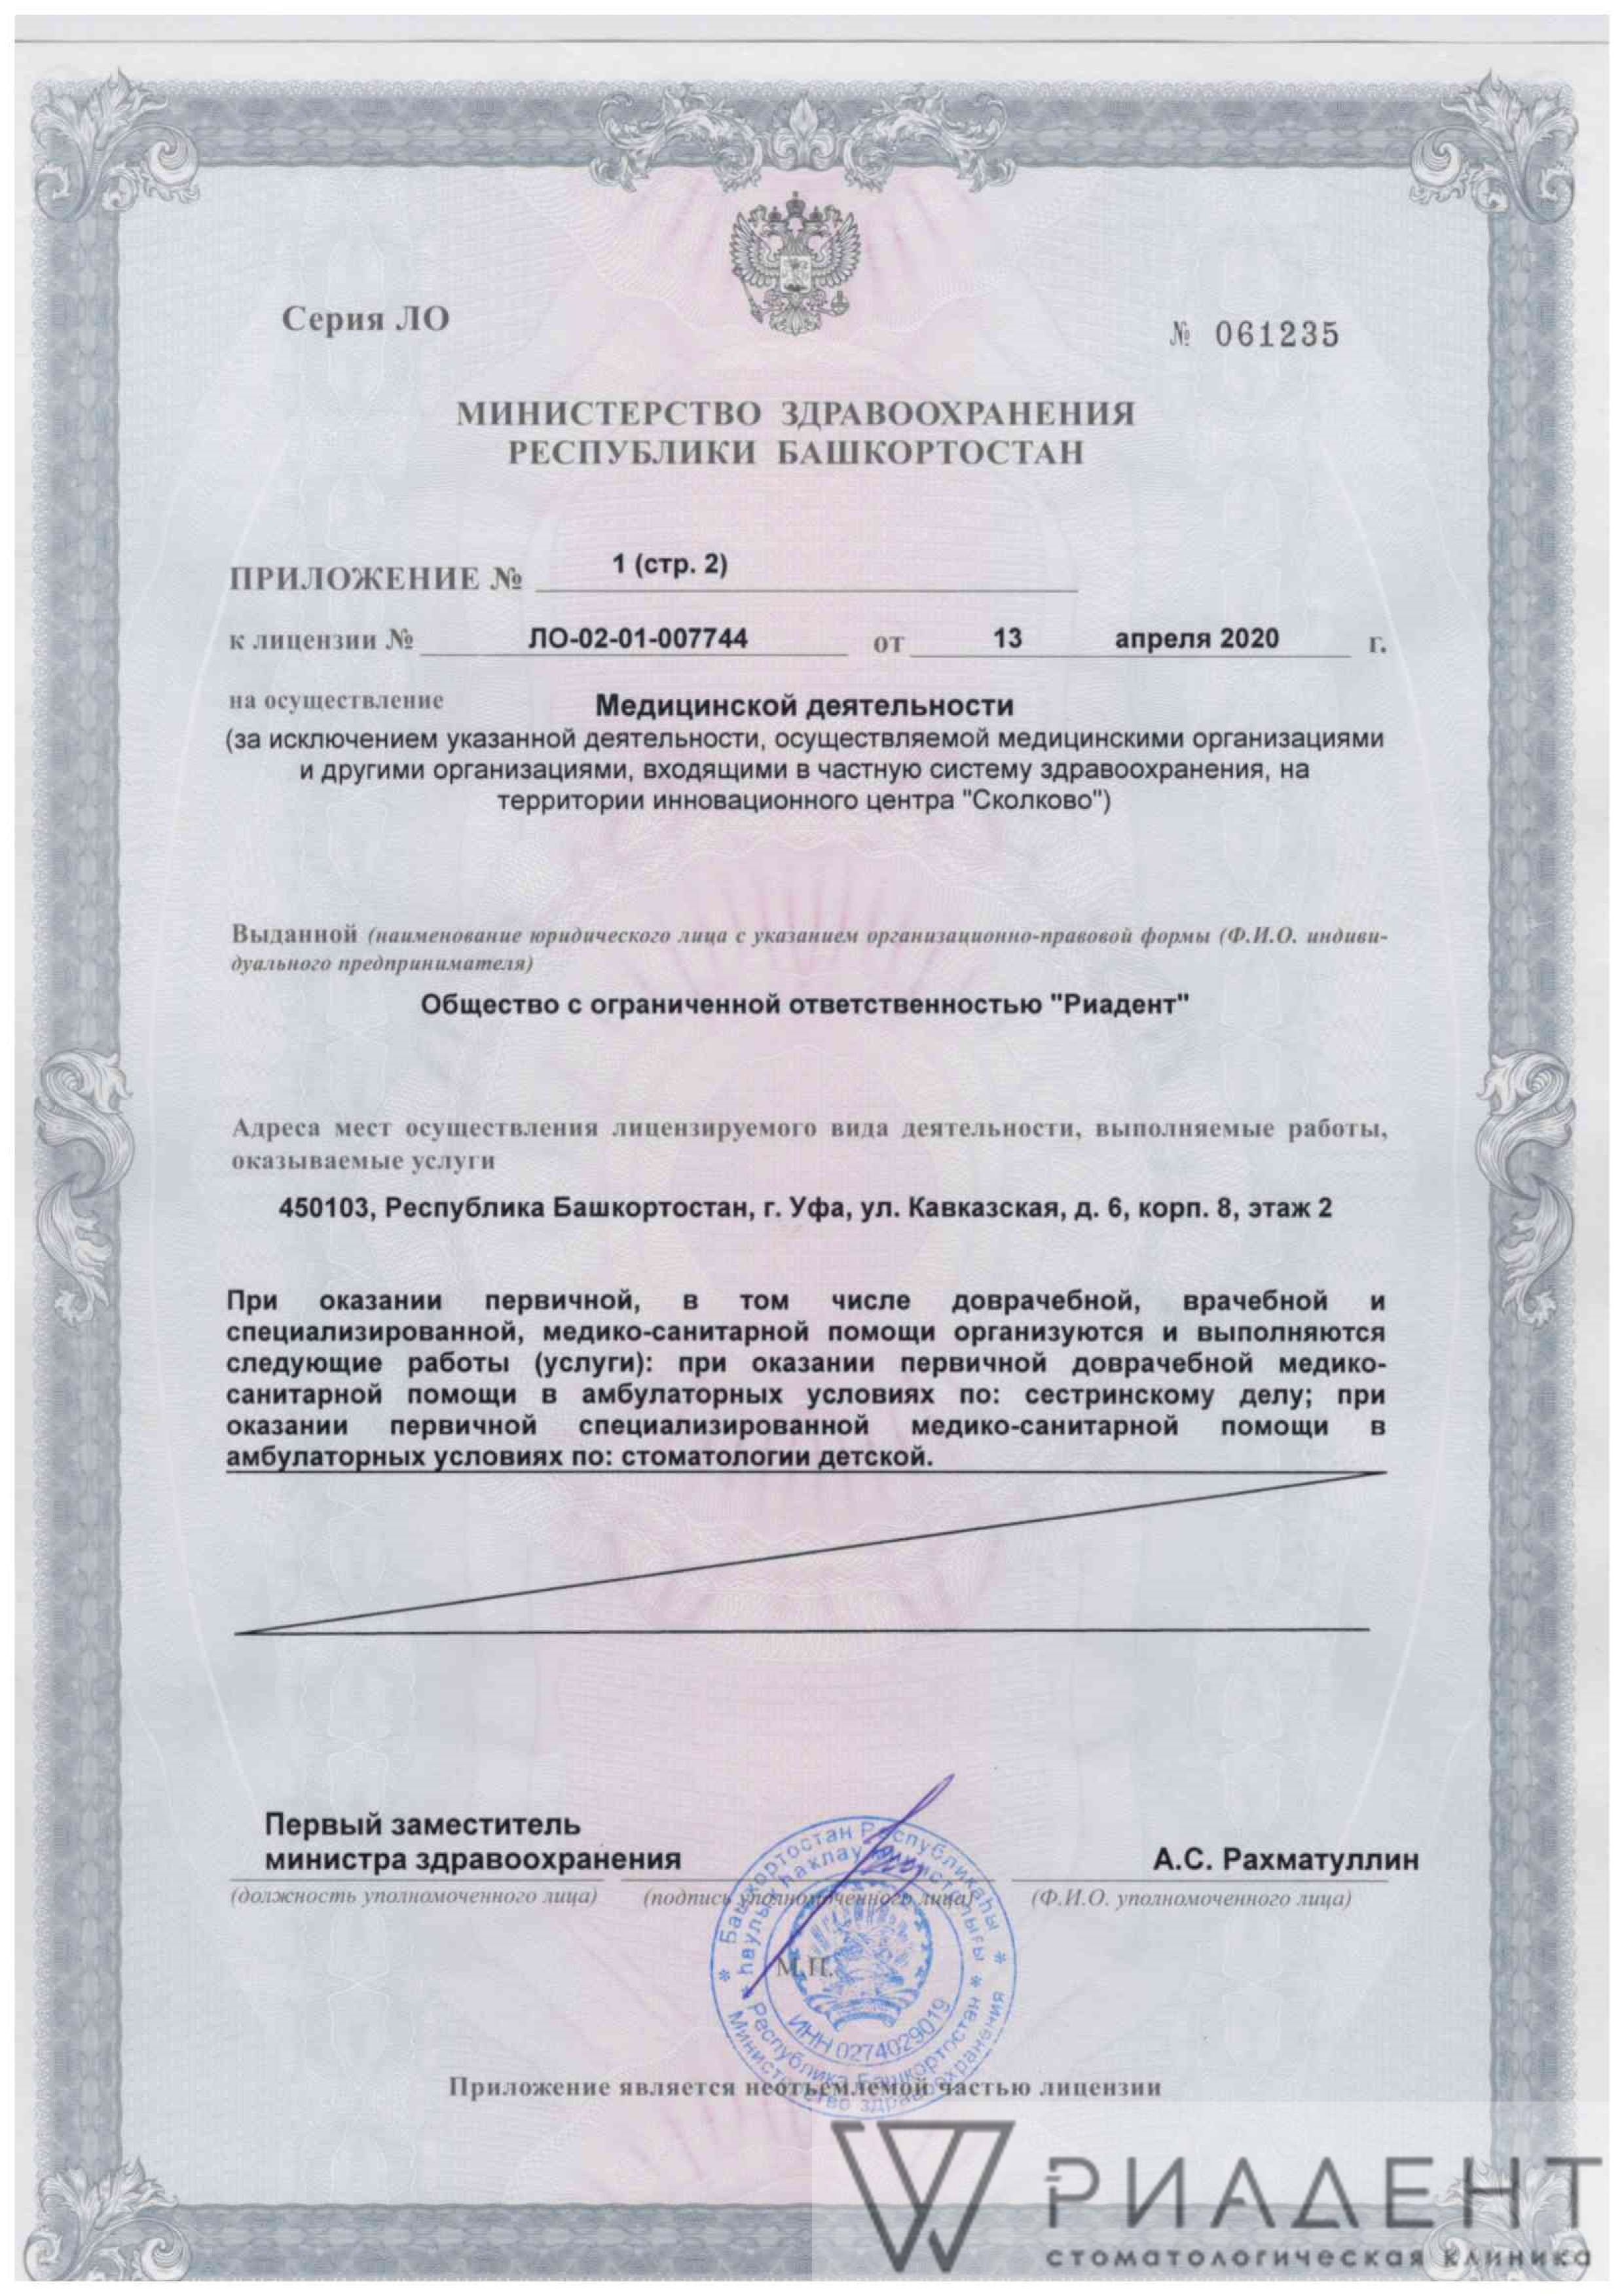 Серия ЛО
№ 061235
МИНИСТЕРСТВО ЗДРАВООХРАНЕНИЯ
РЕСПУБЛИКИ БАШКОРТОСТАН
ПРИЛОЖЕНИЕ № 1 (стр. 2)
к лицензии № ЛО-02-01-007744 от 13 апреля 2020 г.
на осуществление Медицинской деятельности
(за исключением указанной деятельности, осуществляемой медицинскими организациями
и другими организациями, входящими в частную систему здравоохранения, на
территории инновационного центра "Сколково")
Выданной (наименование юридического лица с указанием организационно-правовой формы (Ф.И.О. индиви-
дуального предпринимателя)
Общество с ограниченной ответственностью "Риадент"
Адреса мест осуществления лицензируемого вида деятельности, выполняемые работы,
оказываемые услуги
450103, Республика Башкортостан, г. Уфа, ул. Кавказская, д. 6, корп. 8, этаж 2
При оказании первичной, в том числе доврачебной, врачебной и
специализированной, медико-санитарной помощи организуются и выполняются
следующие работы (услуги): при оказании первичной доврачебной медико-
санитарной помощи в амбулаторных условиях по: сестринскому делу; при
оказании первичной специализированной медико-санитарной помощи в
амбулаторных условиях по: стоматологии детской.
Первый заместитель
министра здравоохранения
А.С. Рахматуллин
(должность уполномоченного лица)
(подпись уполномоченного лица)
(Ф.И.О. уполномоченного лица)
М.П.
Башкортостан Республикаһы
һаулыҡ һаҡлау министрлығы
Министерство здравоохранения
Республика Башкортостан
ИНН 0274029019
Приложение является неотъемлемой частью лицензии
РИАДЕНТ
стоматологическая клиника